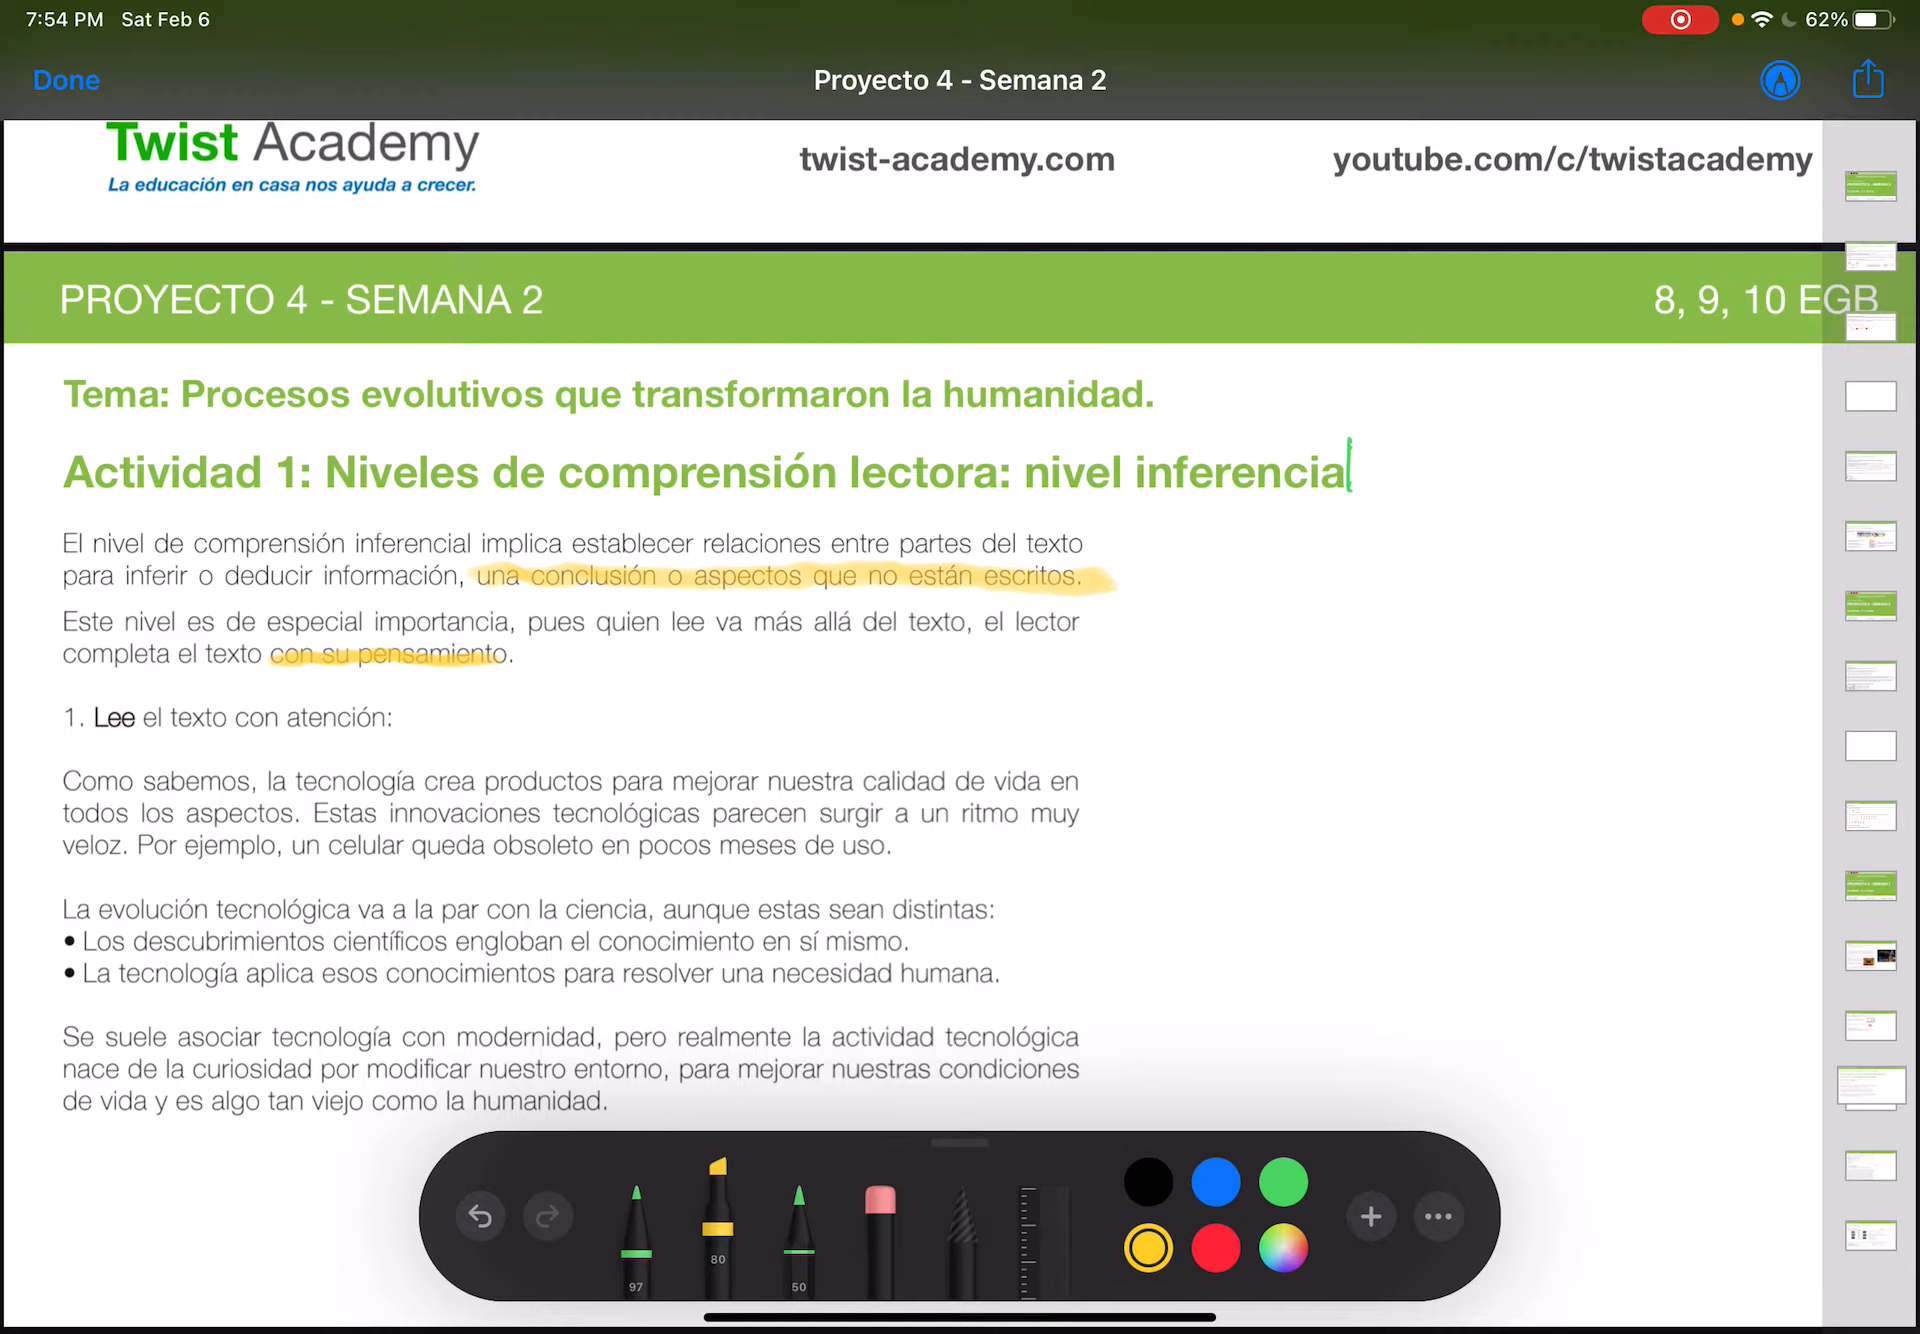 7:54 PM Sat Feb 6
62%
Done
Proyecto 4 - Semana 2
Twist Academy
La educación en casa nos ayuda a crecer.
twist-academy.com
youtube.com/c/twistacademy
PROYECTO 4 - SEMANA 2
8, 9, 10 EGB
Tema: Procesos evolutivos que transformaron la humanidad.
Actividad 1: Niveles de comprensión lectora: nivel inferencial
El nivel de comprensión inferencial implica establecer relaciones entre partes del texto
para inferir o deducir información, una conclusión o aspectos que no están escritos.
Este nivel es de especial importancia, pues quien lee va más allá del texto, el lector
completa el texto con su pensamiento.
1. Lee el texto con atención:
Como sabemos, la tecnología crea productos para mejorar nuestra calidad de vida en
todos los aspectos. Estas innovaciones tecnológicas parecen surgir a un ritmo muy
veloz. Por ejemplo, un celular queda obsoleto en pocos meses de uso.
La evolución tecnológica va a la par con la ciencia, aunque estas sean distintas:
• Los descubrimientos científicos engloban el conocimiento en sí mismo.
• La tecnología aplica esos conocimientos para resolver una necesidad humana.
Se suele asociar tecnología con modernidad, pero realmente la actividad tecnológica
nace de la curiosidad por modificar nuestro entorno, para mejorar nuestras condiciones
de vida y es algo tan viejo como la humanidad.
97
80
50